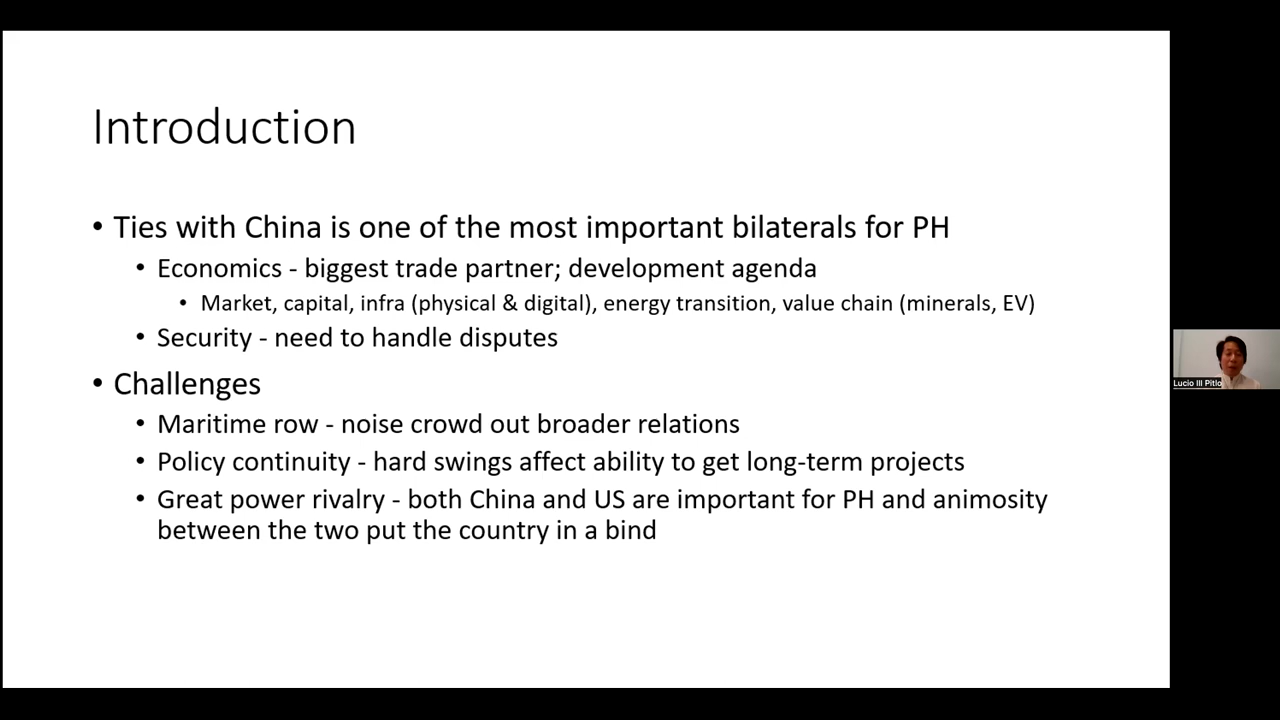 Introduction
• Ties with China is one of the most important bilaterals for PH
• Economics - biggest trade partner; development agenda
• Market, capital, infra (physical & digital), energy transition, value chain (minerals, EV)
• Security - need to handle disputes
• Challenges
• Maritime row - noise crowd out broader relations
• Policy continuity - hard swings affect ability to get long-term projects
• Great power rivalry - both China and US are important for PH and animosity
between the two put the country in a bind
Lucio III Pitlo